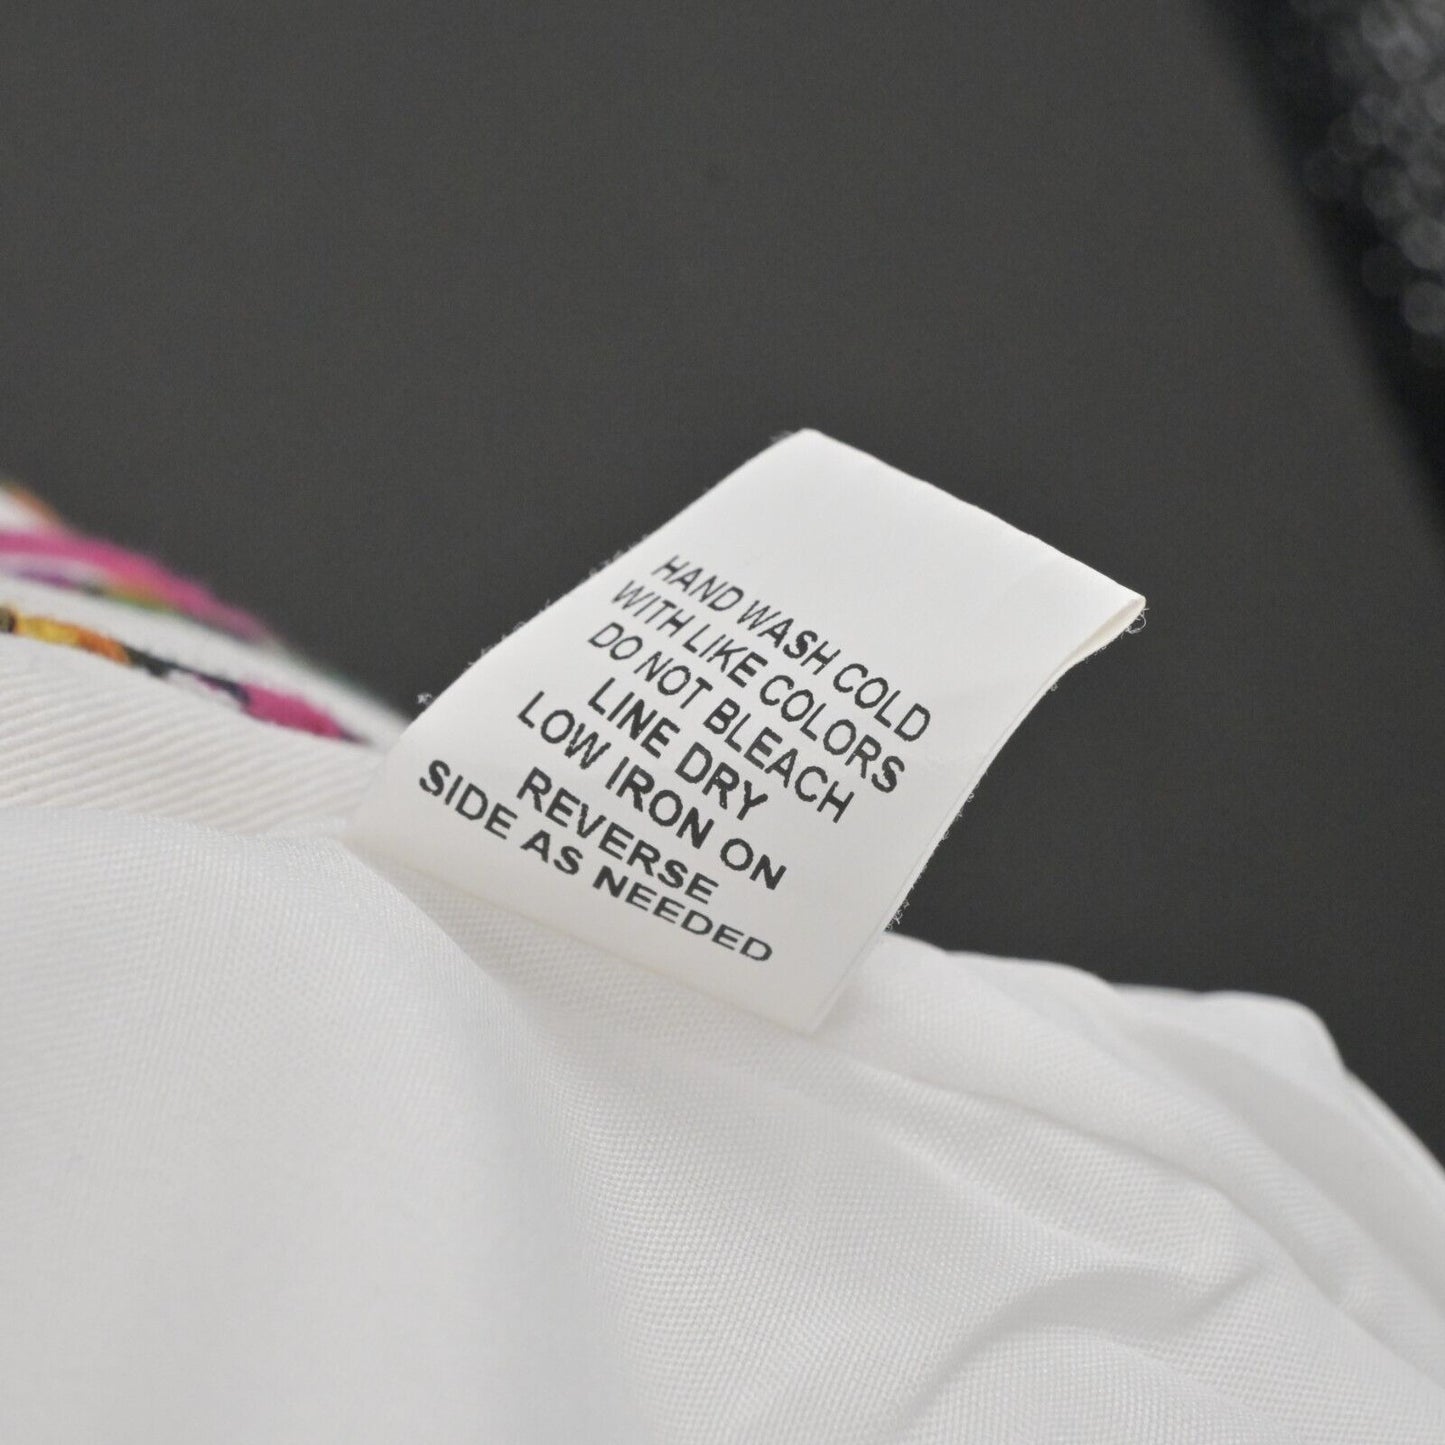 HAND WASH COLD
WITH LIKE COLORS
DO NOT BLEACH
LINE DRY
LOW IRON ON
REVERSE
SIDE AS NEEDED